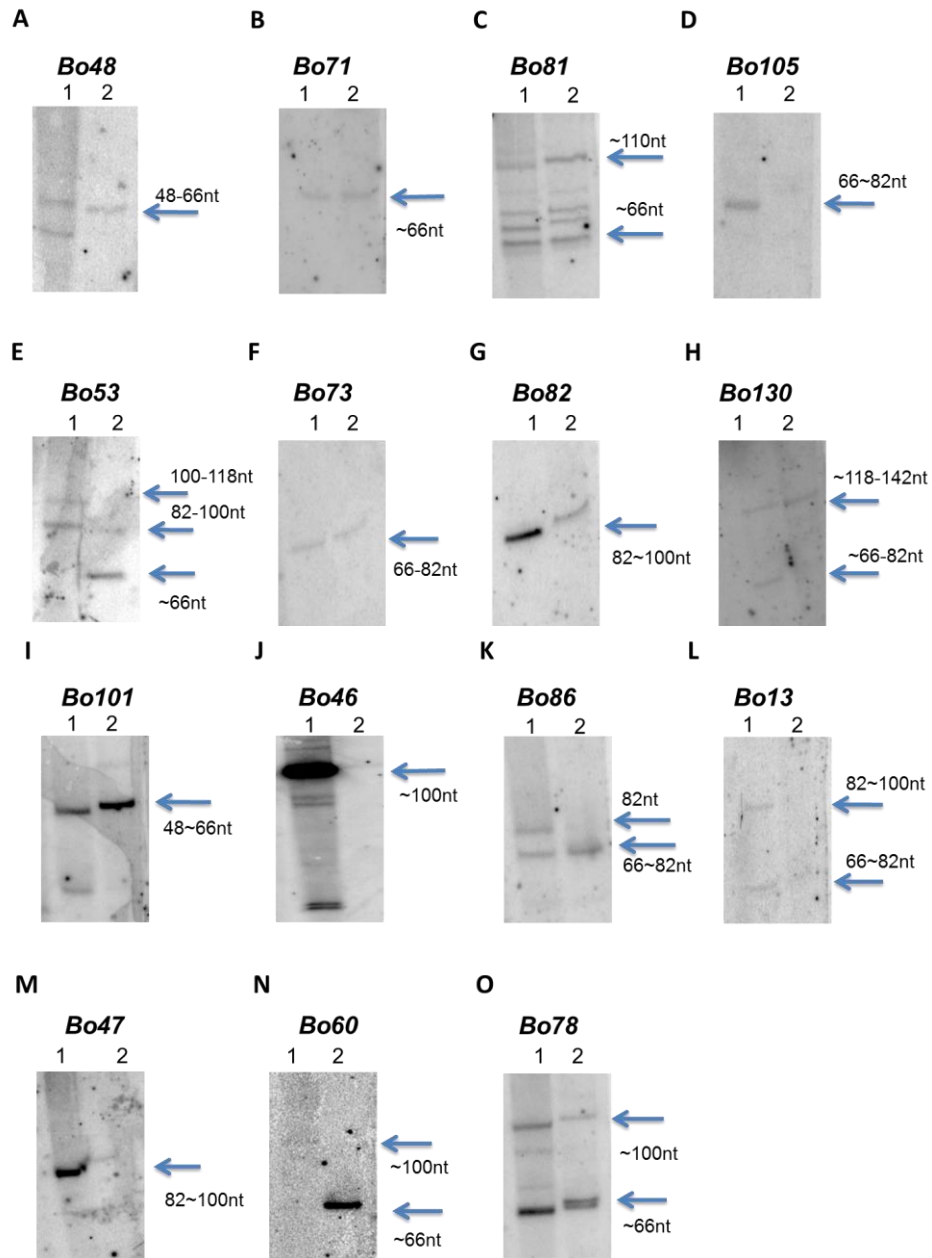 A B C D
Bo48 Bo71 Bo81 Bo105
1 2 1 2 1 2 1 2
48-66nt ~66nt ~110nt ~66nt 66~82nt
E F G H
Bo53 Bo73 Bo82 Bo130
1 2 1 2 1 2 1 2
100-118nt 82-100nt ~66nt 66-82nt 82~100nt ~118-142nt ~66-82nt
I J K L
Bo101 Bo46 Bo86 Bo13
1 2 1 2 1 2 1 2
48~66nt ~100nt 82nt 66~82nt 82~100nt 66~82nt
M N O
Bo47 Bo60 Bo78
1 2 1 2 1 2
82~100nt ~100nt ~66nt ~100nt ~66nt